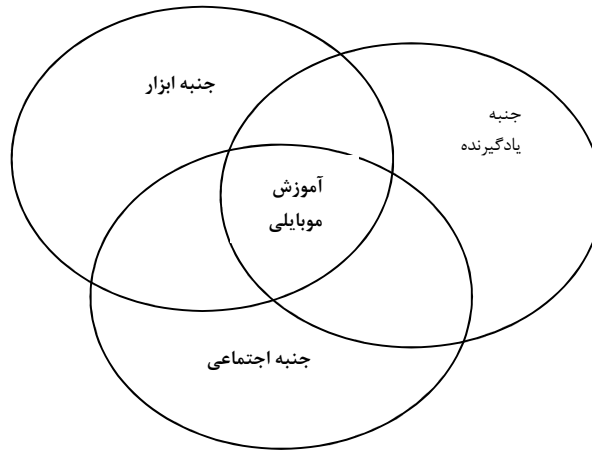 جنبه ابزار
جنبه
یادگیرنده
آموزش
موبایلی
جنبه اجتماعی